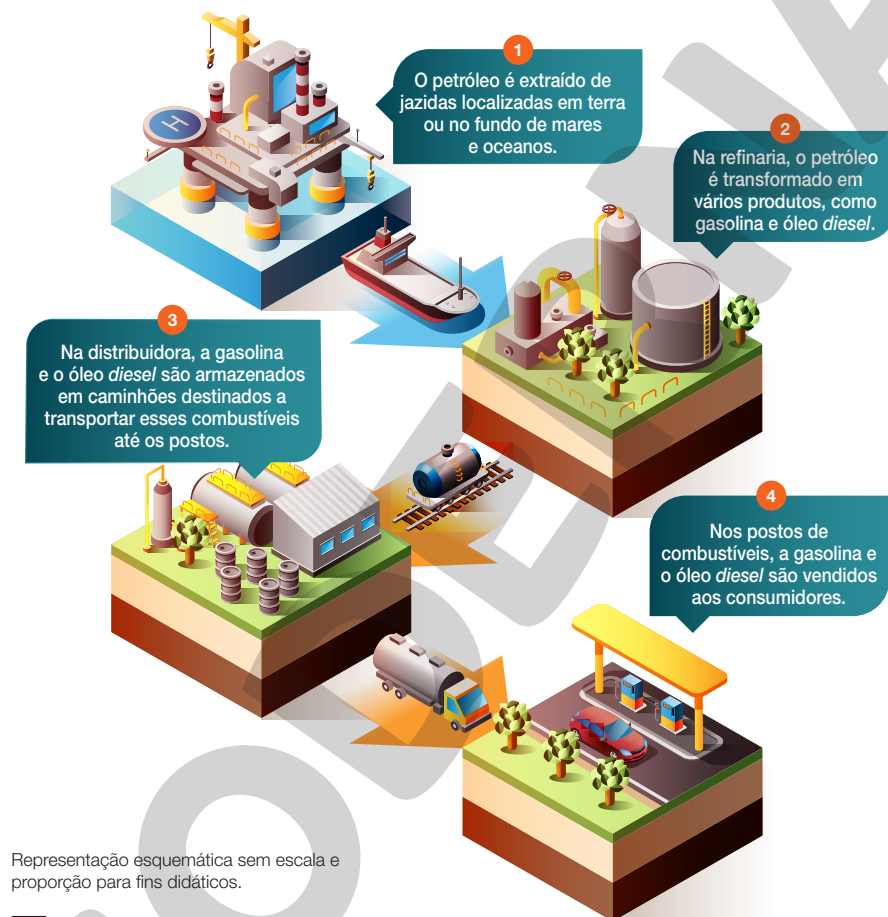 1
O petróleo é extraído de
jazidas localizadas em terra
ou no fundo de mares
e oceanos.
2
Na refinaria, o petróleo
é transformado em
vários produtos, como
gasolina e óleo diesel.
3
Na distribuidora, a gasolina
e o óleo diesel são armazenados
em caminhões destinados a
transportar esses combustíveis
até os postos.
4
Nos postos de
combustíveis, a gasolina e
o óleo diesel são vendidos
aos consumidores.
H
Representação esquemática sem escala e
proporção para fins didáticos.